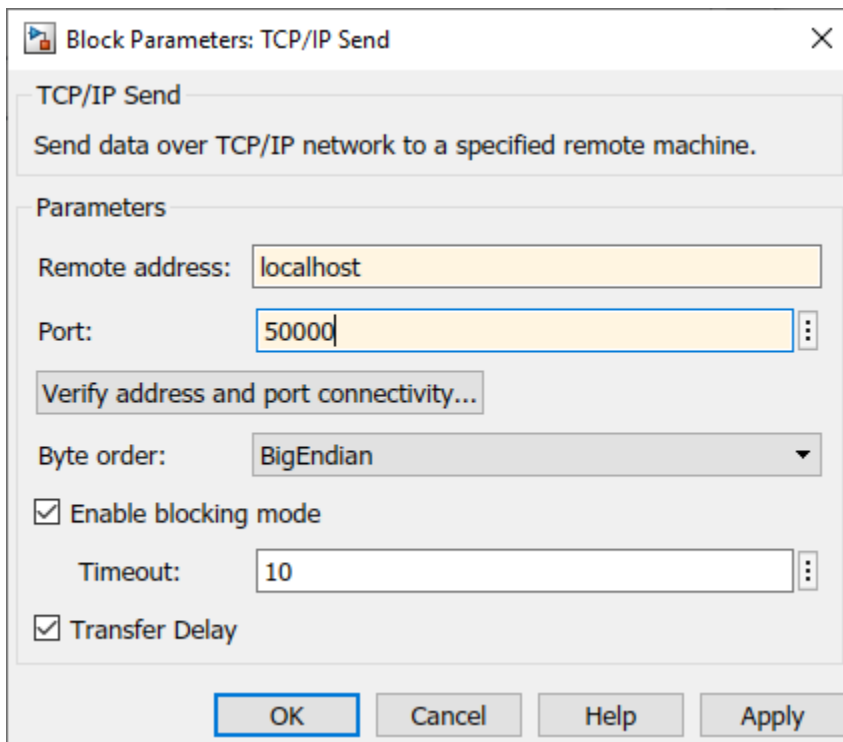 Block Parameters: TCP/IP Send
TCP/IP Send
Send data over TCP/IP network to a specified remote machine.
Parameters
Remote address: localhost
Port: 50000
Verify address and port connectivity...
Byte order: BigEndian
Enable blocking mode
Timeout: 10
Transfer Delay
OK Cancel Help Apply